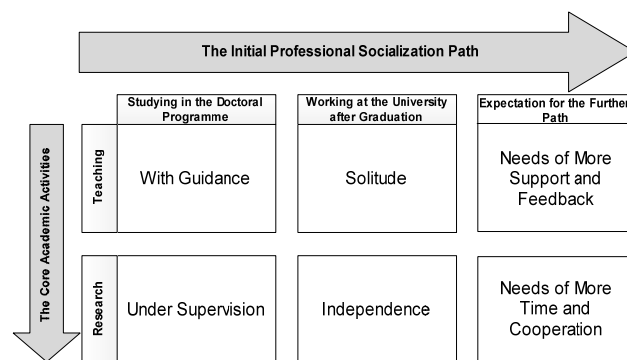 The Initial Professional Socialization Path
Studying in the Doctoral
Programme
Working at the University
after Graduation
Expectation for the Further
Path
The Core Academic Activities
Teaching
With Guidance
Solitude
Needs of More
Support and
Feedback
Research
Under Supervision
Independence
Needs of More
Time and
Cooperation